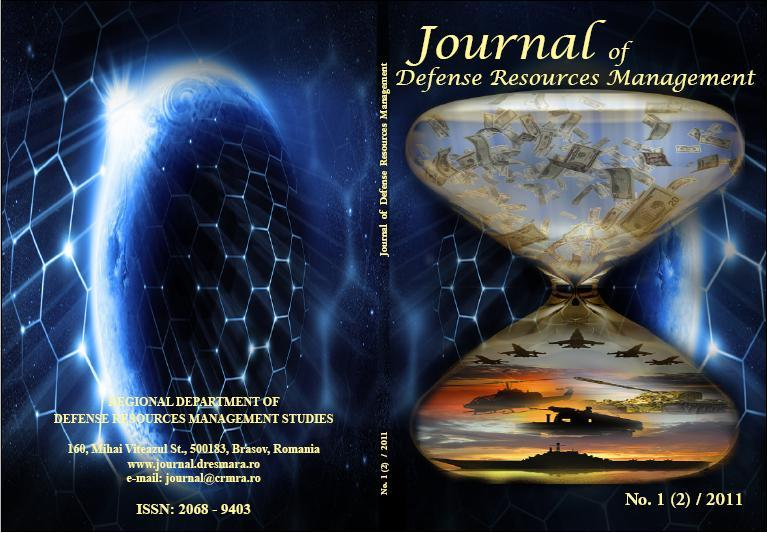 Journal of
Defense Resources Management
No. 1 (2) / 2011
Journal of Defense Resources Management
No. 1 (2) / 2011
REGIONAL DEPARTMENT OF
DEFENSE RESOURCES MANAGEMENT STUDIES
160, Mihai Viteazul St., 500183, Brasov, Romania
www.journal.dresmara.ro
e-mail: journal@crmra.ro
ISSN: 2068 - 9403